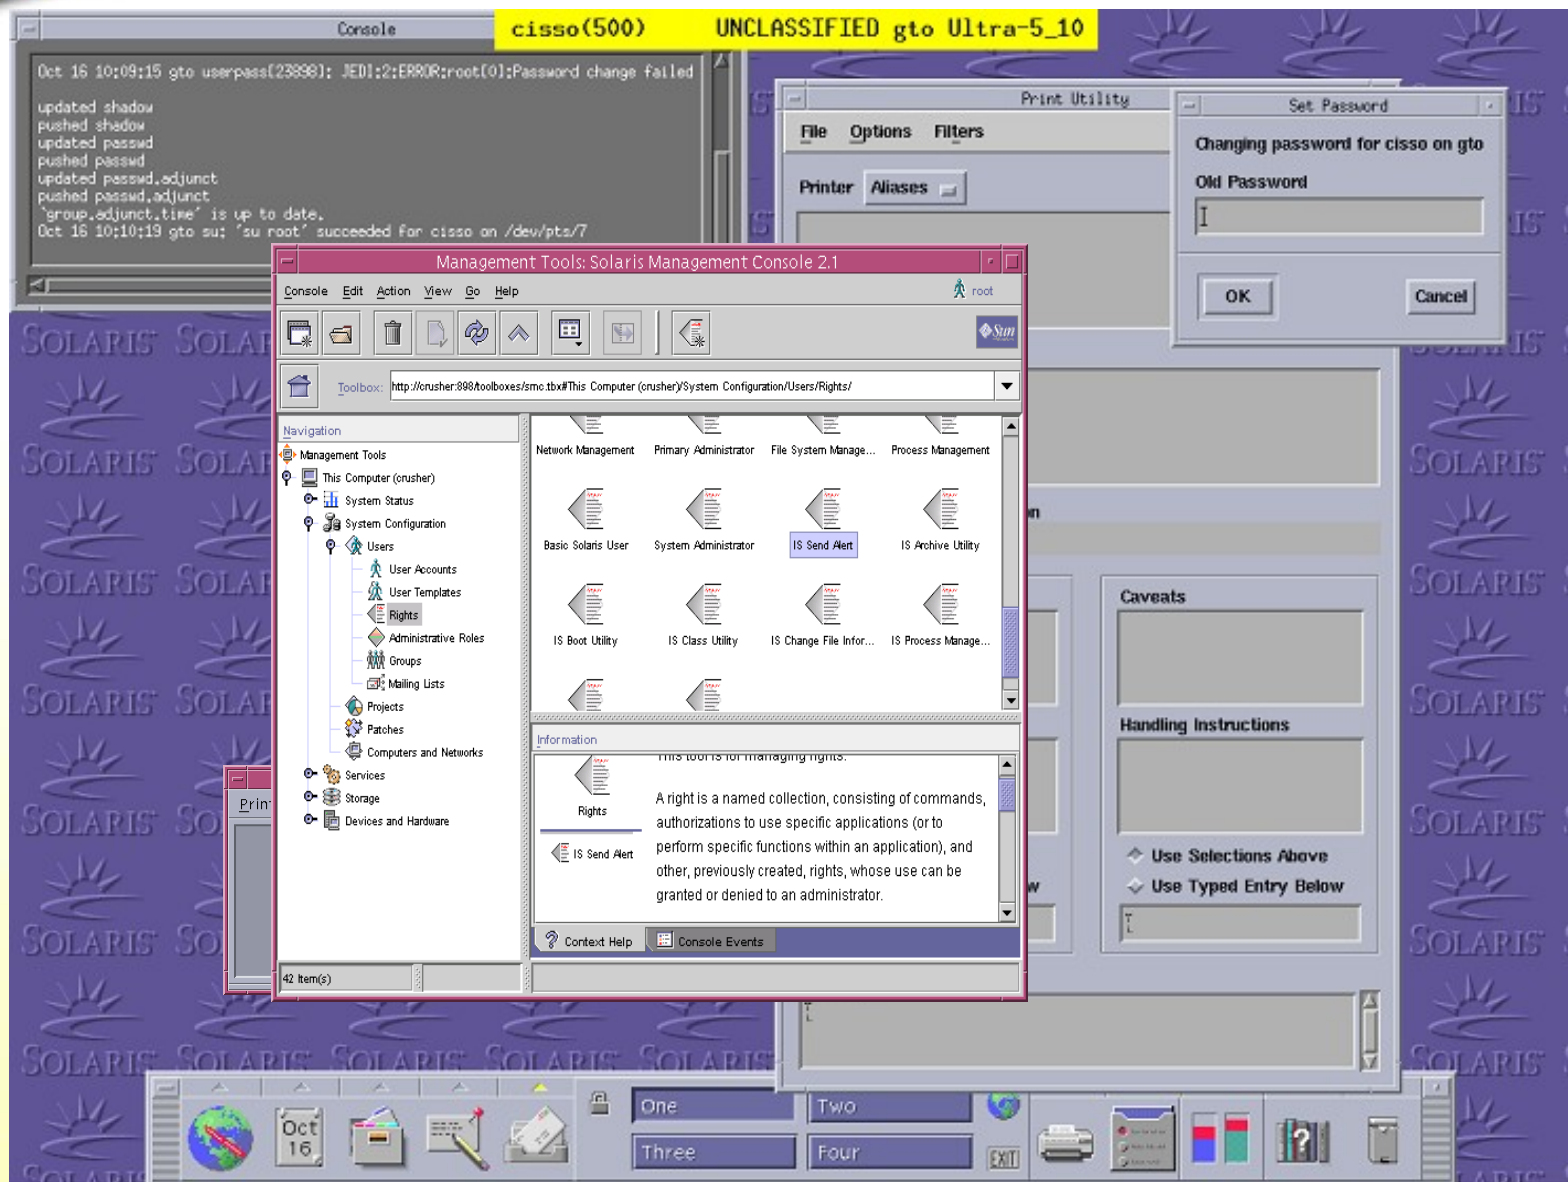 Console
cisso(500) UNCLASSIFIED gto Ultra-5_10
Oct 16 10:09:15 gto userpass[23898]: JEDI:2:ERROR:root[0]:Password change failed
updated shadow
pushed shadow
updated passwd
pushed passwd
updated passwd.adjunct
pushed passwd.adjunct
`group.adjunct.time' is up to date.
Oct 16 10:10:19 gto su: 'su root' succeeded for cisso on /dev/pts/7
Print Utility
File Options Filters
Printer Aliases
Set Password
Changing password for cisso on gto
Old Password
OK Cancel
Management Tools: Solaris Management Console 2.1
Console Edit Action View Go Help root
Sun
Toolbox: http://crusher:898/toolboxes/smc.tbx#This Computer (crusher)/System Configuration/Users/Rights/
Navigation
Management Tools
This Computer (crusher)
System Status
System Configuration
Users
User Accounts
User Templates
Rights
Administrative Roles
Groups
Mailing Lists
Projects
Patches
Computers and Networks
Services
Storage
Devices and Hardware
Network Management Primary Administrator File System Manage... Process Management
Basic Solaris User System Administrator IS Send Alert IS Archive Utility
IS Boot Utility IS Class Utility IS Change File Infor... IS Process Manage...
Information
Rights
IS Send Alert
This tool is for managing rights.
A right is a named collection, consisting of commands,
authorizations to use specific applications (or to
perform specific functions within an application), and
other, previously created, rights, whose use can be
granted or denied to an administrator.
Context Help Console Events
42 Item(s)
Caveats
Handling Instructions
Use Selections Above
Use Typed Entry Below
SOLARIS SOLARIS SOLARIS SOLARIS SOLARIS
Oct
16
One Two
Three Four
EXIT